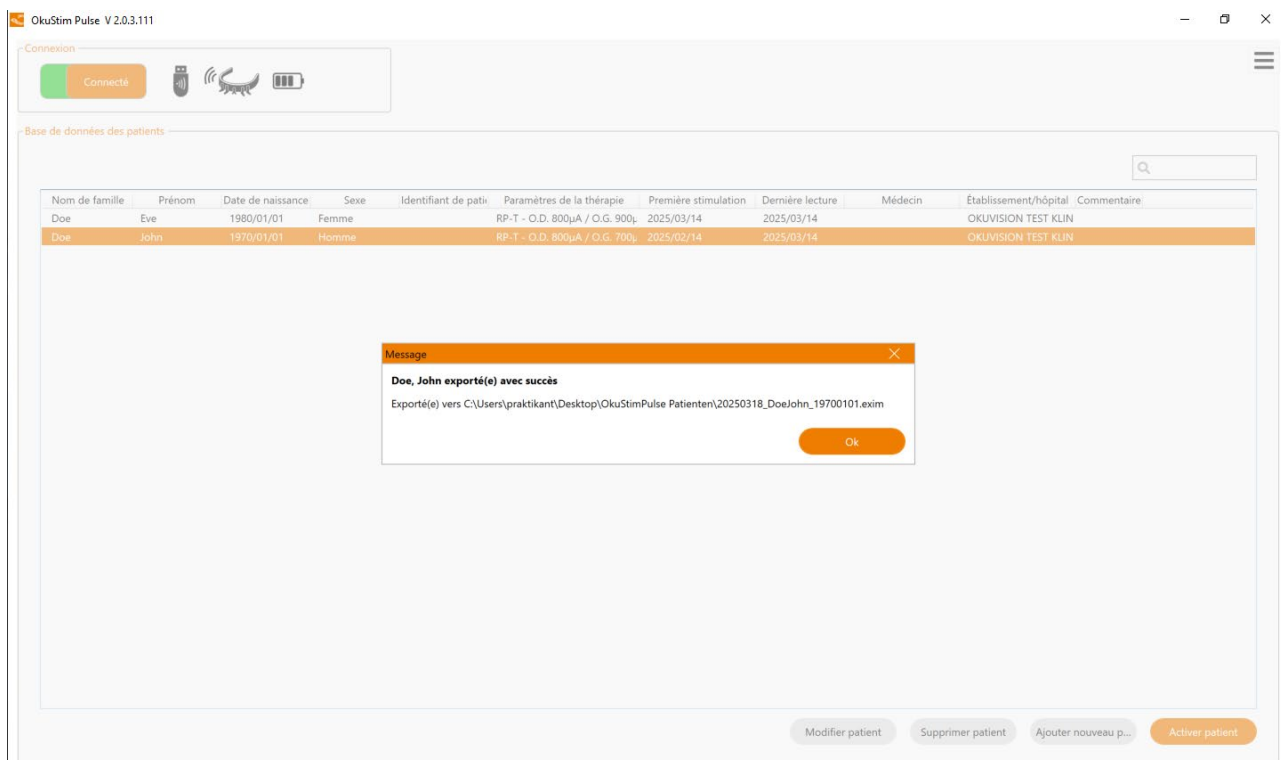 OkuStim Pulse V 2.0.3.111
Connexion
Connecté
Base de données des patients
Nom de famille Prénom Date de naissance Sexe Identifiant de patie Paramètres de la thérapie Première stimulation Dernière lecture Médecin Établissement/hôpital Commentaire
Doe Eve 1980/01/01 Femme RP-T - O.D. 800µA / O.G. 900µ 2025/03/14 2025/03/14 OKUVISION TEST KLIN
Doe John 1970/01/01 Homme RP-T - O.D. 800µA / O.G. 700µ 2025/02/14 2025/03/14 OKUVISION TEST KLIN
Message
Doe, John exporté(e) avec succès
Exporté(e) vers C:\Users\praktikant\Desktop\OkuStimPulse Patienten\20250318_DoeJohn_19700101.exim
Ok
Modifier patient Supprimer patient Ajouter nouveau p... Activer patient